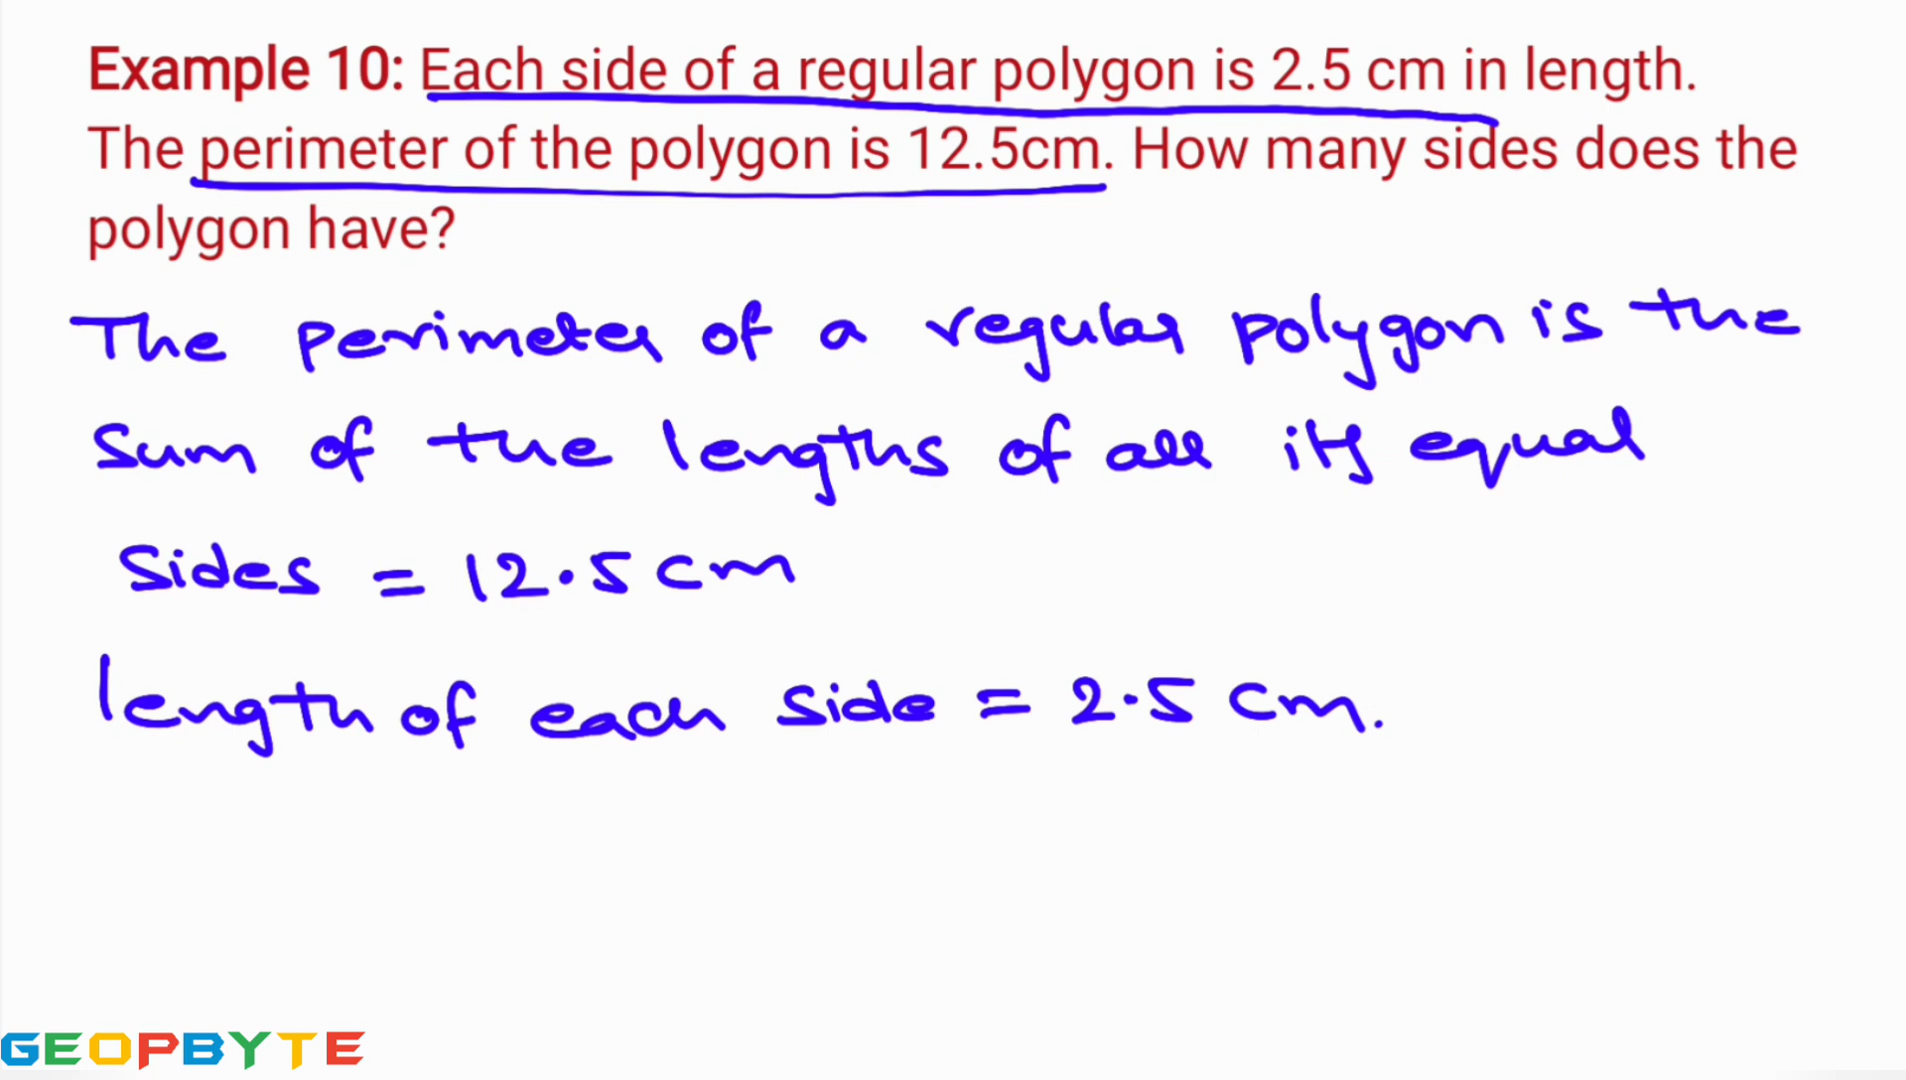 Example 10: Each side of a regular polygon is 2.5 cm in length.
The perimeter of the polygon is 12.5cm. How many sides does the
polygon have?
The perimeter of a regular polygon is the
sum of the lengths of all its equal
sides = 12.5 cm
length of each side = 2.5 cm.
GEOPBYTE